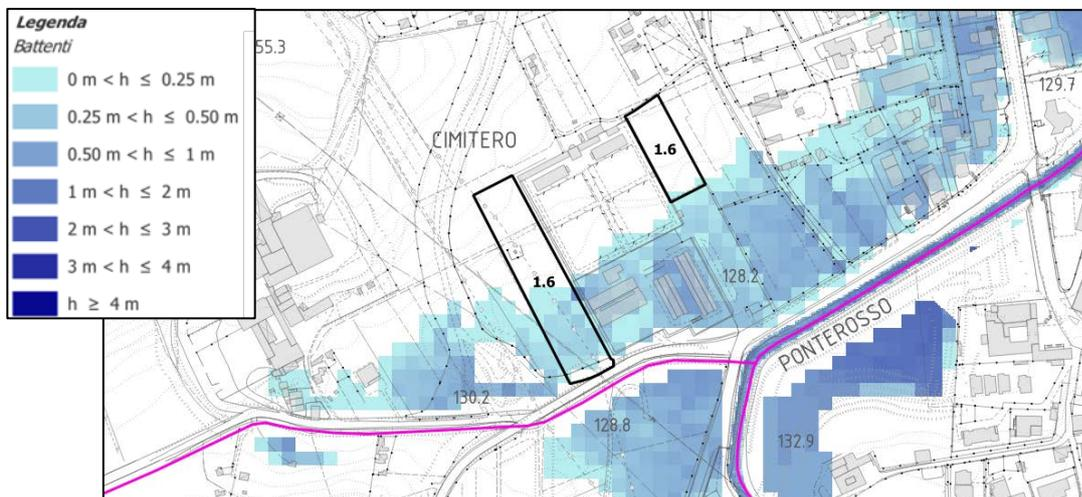 Legenda
Battenti
0 m < h ≤ 0.25 m
0.25 m < h ≤ 0.50 m
0.50 m < h ≤ 1 m
1 m < h ≤ 2 m
2 m < h ≤ 3 m
3 m < h ≤ 4 m
h ≥ 4 m
55.3
129.7
CIMITERO
1.6
1.6
128.2
PONTEROSSO
130.2
128.8
132.9